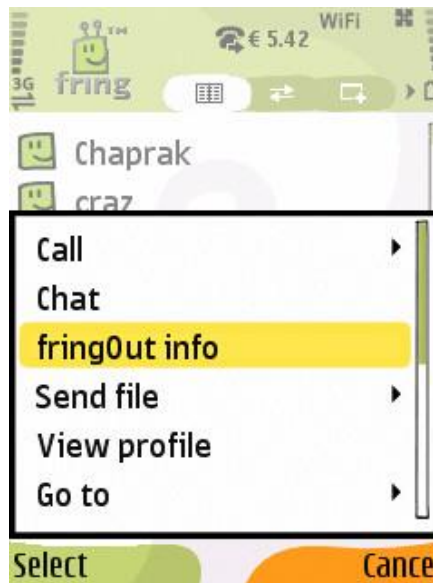 WiFi
™ € 5.42
3G fring
Chaprak
craz
Call
Chat
fringOut info
Send file
View profile
Go to
Select Cance